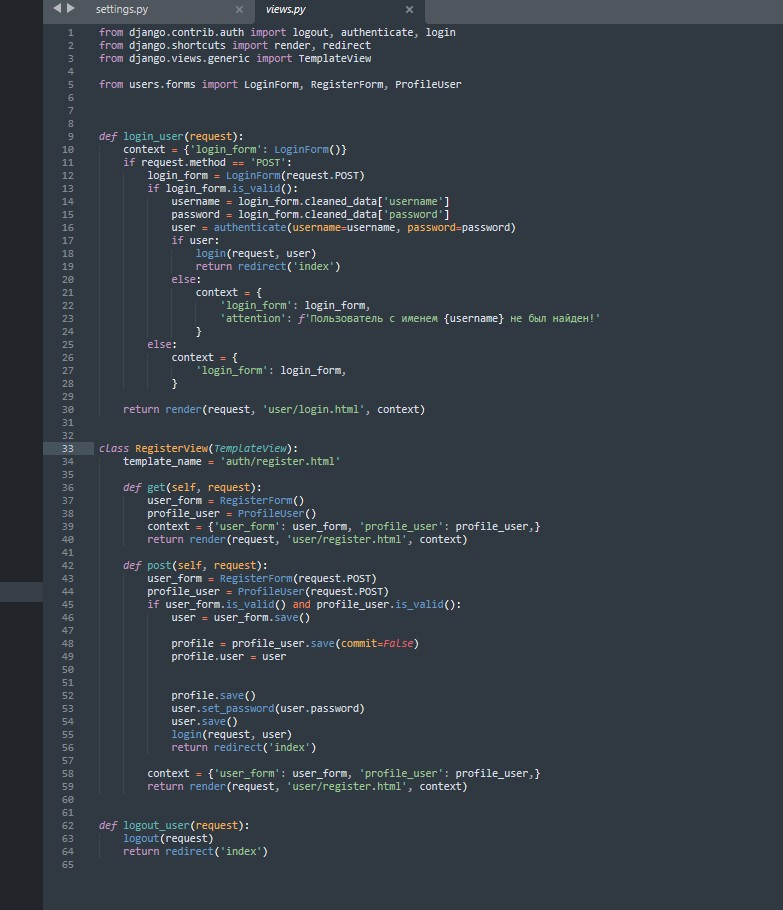 settings.py views.py
1 from django.contrib.auth import logout, authenticate, login
2 from django.shortcuts import render, redirect
3 from django.views.generic import TemplateView
4
5 from users.forms import LoginForm, RegisterForm, ProfileUser
6
7
8
9 def login_user(request):
10     context = {'login_form': LoginForm()}
11     if request.method == 'POST':
12         login_form = LoginForm(request.POST)
13         if login_form.is_valid():
14             username = login_form.cleaned_data['username']
15             password = login_form.cleaned_data['password']
16             user = authenticate(username=username, password=password)
17             if user:
18                 login(request, user)
19                 return redirect('index')
20             else:
21                 context = {
22                     'login_form': login_form,
23                     'attention': f'Пользователь с именем {username} не был найден!'
24                 }
25         else:
26             context = {
27                 'login_form': login_form,
28             }
29
30     return render(request, 'user/login.html', context)
31
32
33 class RegisterView(TemplateView):
34     template_name = 'auth/register.html'
35
36     def get(self, request):
37         user_form = RegisterForm()
38         profile_user = ProfileUser()
39         context = {'user_form': user_form, 'profile_user': profile_user,}
40         return render(request, 'user/register.html', context)
41
42     def post(self, request):
43         user_form = RegisterForm(request.POST)
44         profile_user = ProfileUser(request.POST)
45         if user_form.is_valid() and profile_user.is_valid():
46             user = user_form.save()
47
48             profile = profile_user.save(commit=False)
49             profile.user = user
50
51
52             profile.save()
53             user.set_password(user.password)
54             user.save()
55             login(request, user)
56             return redirect('index')
57
58         context = {'user_form': user_form, 'profile_user': profile_user,}
59         return render(request, 'user/register.html', context)
60
61
62 def logout_user(request):
63     logout(request)
64     return redirect('index')
65